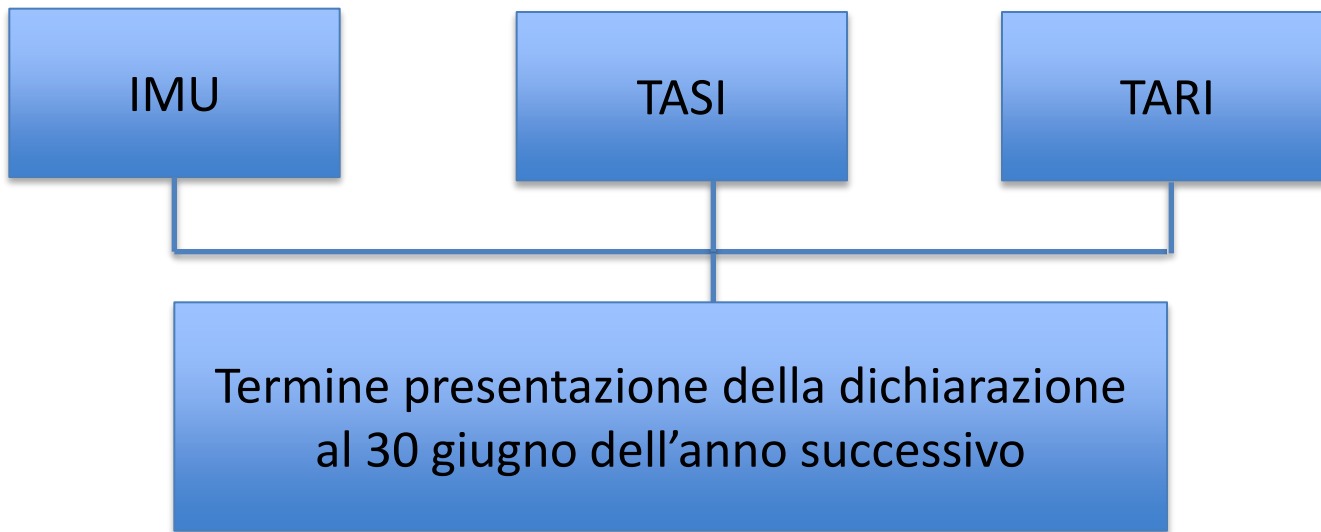 IMU
TASI
TARI
Termine presentazione della dichiarazione
al 30 giugno dell’anno successivo